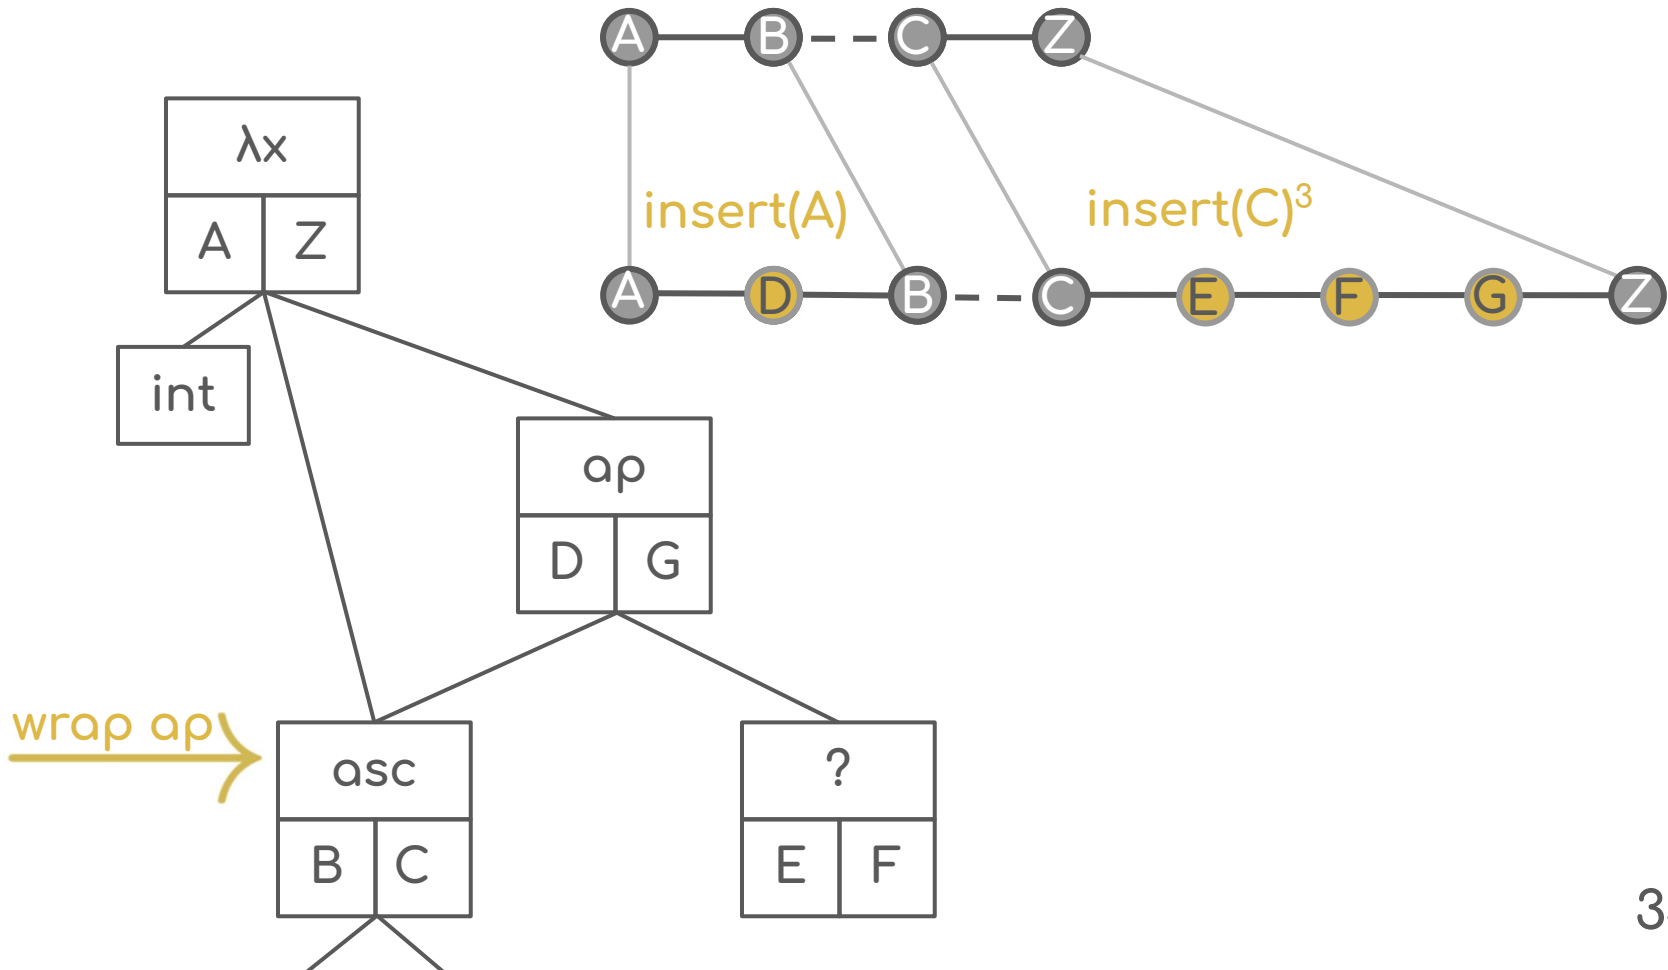 A B C Z
λx
A Z
insert(A) insert(C)³
A D B C E F G Z
int
ap
D G
wrap ap
asc ?
B C E F